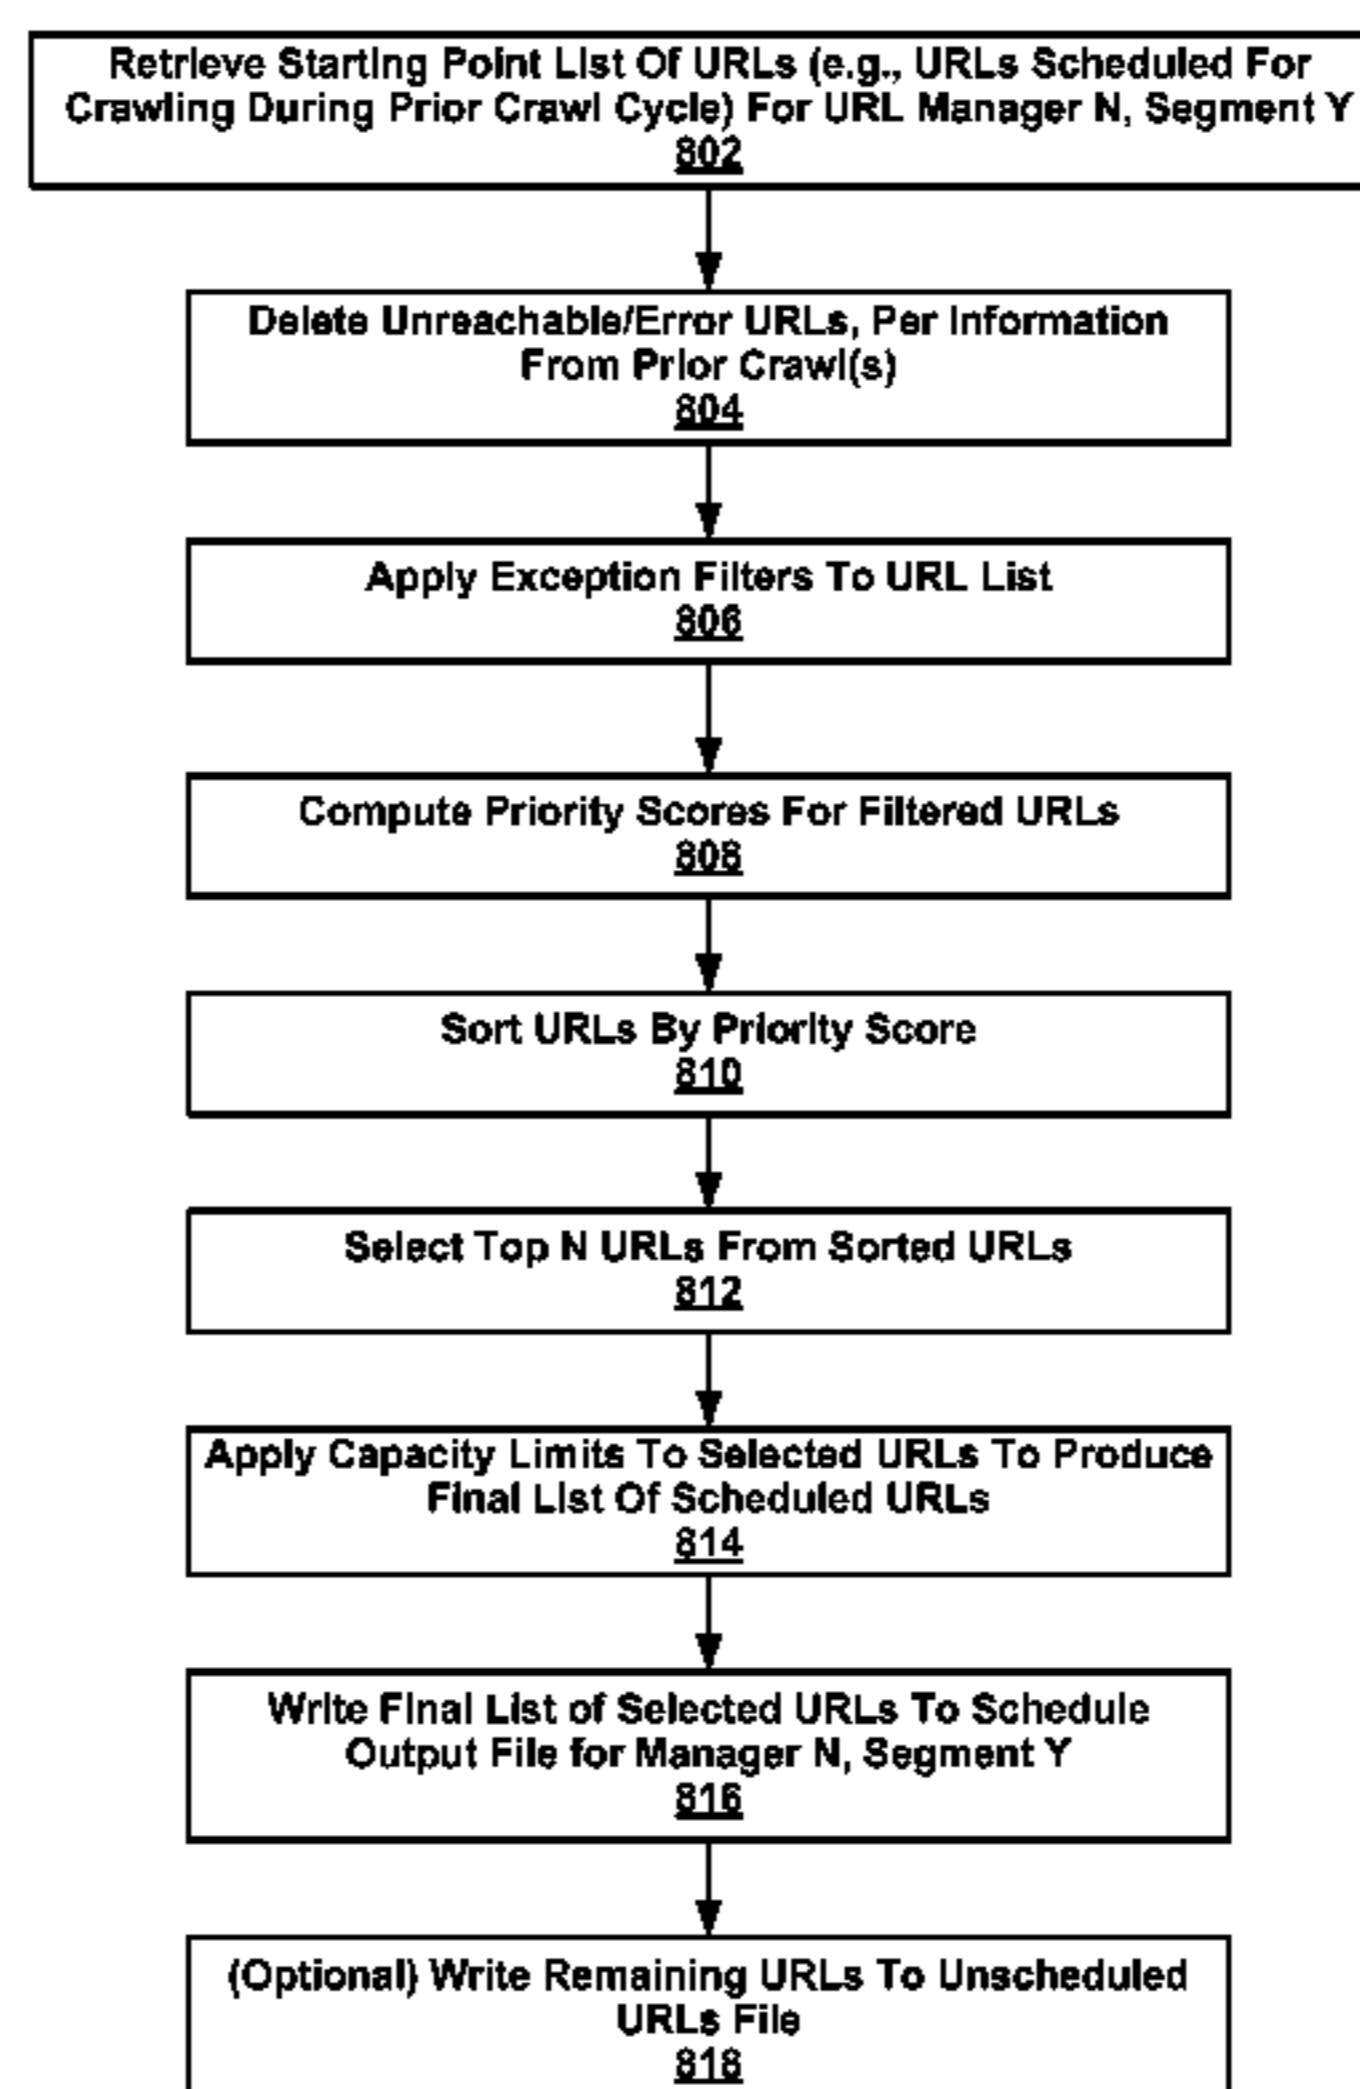 Retrieve Starting Point List Of URLs (e.g., URLs Scheduled For
Crawling During Prior Crawl Cycle) For URL Manager N, Segment Y
802
Delete Unreachable/Error URLs, Per Information
From Prior Crawl(s)
804
Apply Exception Filters To URL List
806
Compute Priority Scores For Filtered URLs
808
Sort URLs By Priority Score
810
Select Top N URLs From Sorted URLs
812
Apply Capacity Limits To Selected URLs To Produce
Final List Of Scheduled URLs
814
Write Final List of Selected URLs To Schedule
Output File for Manager N, Segment Y
816
(Optional) Write Remaining URLs To Unscheduled
URLs File
818